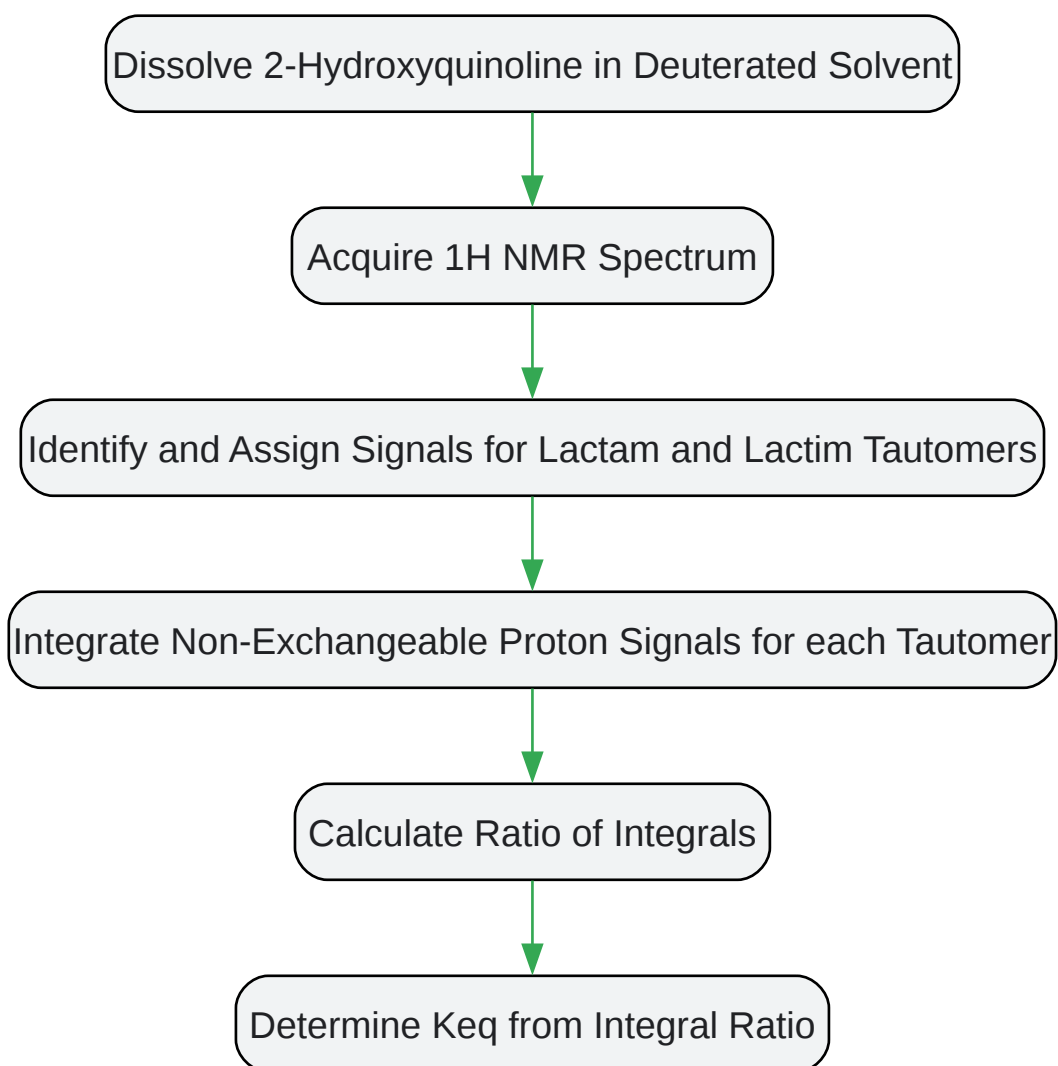 Dissolve 2-Hydroxyquinoline in Deuterated Solvent
Acquire 1H NMR Spectrum
Identify and Assign Signals for Lactam and Lactim Tautomers
Integrate Non-Exchangeable Proton Signals for each Tautomer
Calculate Ratio of Integrals
Determine Keq from Integral Ratio